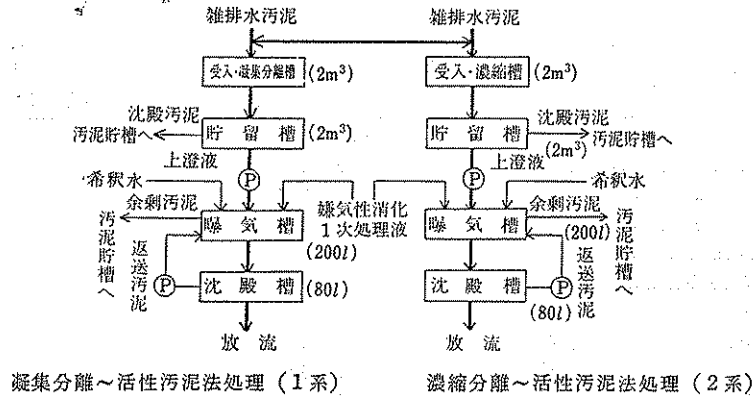 雑排水汚泥
雑排水汚泥
受入・凝集分離槽
(2m³)
受入・濃縮槽
(2m³)
沈殿汚泥
汚泥貯槽へ
貯留槽
(2m³)
上澄液
P
希釈水
余剰汚泥
汚泥貯槽へ
曝気槽
(200l)
返送汚泥
P
沈殿槽
(80l)
放流
嫌気性消化
1次処理液
貯留槽
(2m³)
沈殿汚泥
汚泥貯槽へ
上澄液
P
希釈水
余剰汚泥
汚泥貯槽へ
曝気槽
(200l)
返送汚泥
P
沈殿槽
(80l)
放流
凝集分離~活性汚泥法処理(1系)
濃縮分離~活性汚泥法処理(2系)